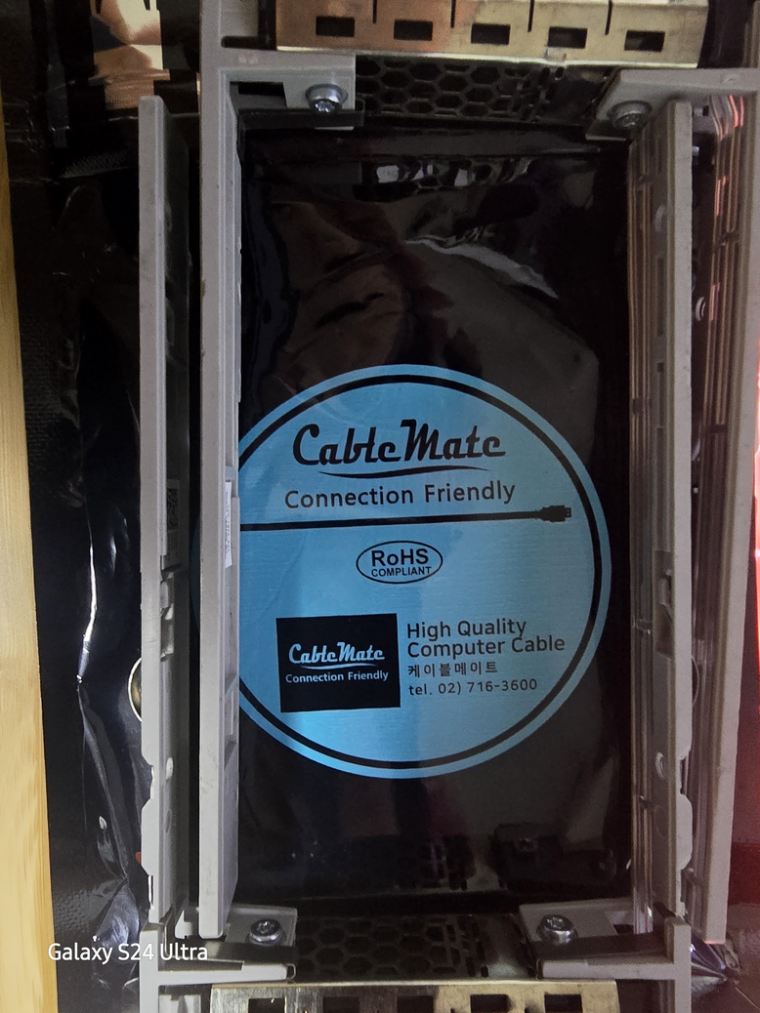 CableMate
Connection Friendly
RoHS
COMPLIANT
CableMate
Connection Friendly
High Quality
Computer Cable
케이블메이트
tel. 02) 716-3600
Galaxy S24 Ultra